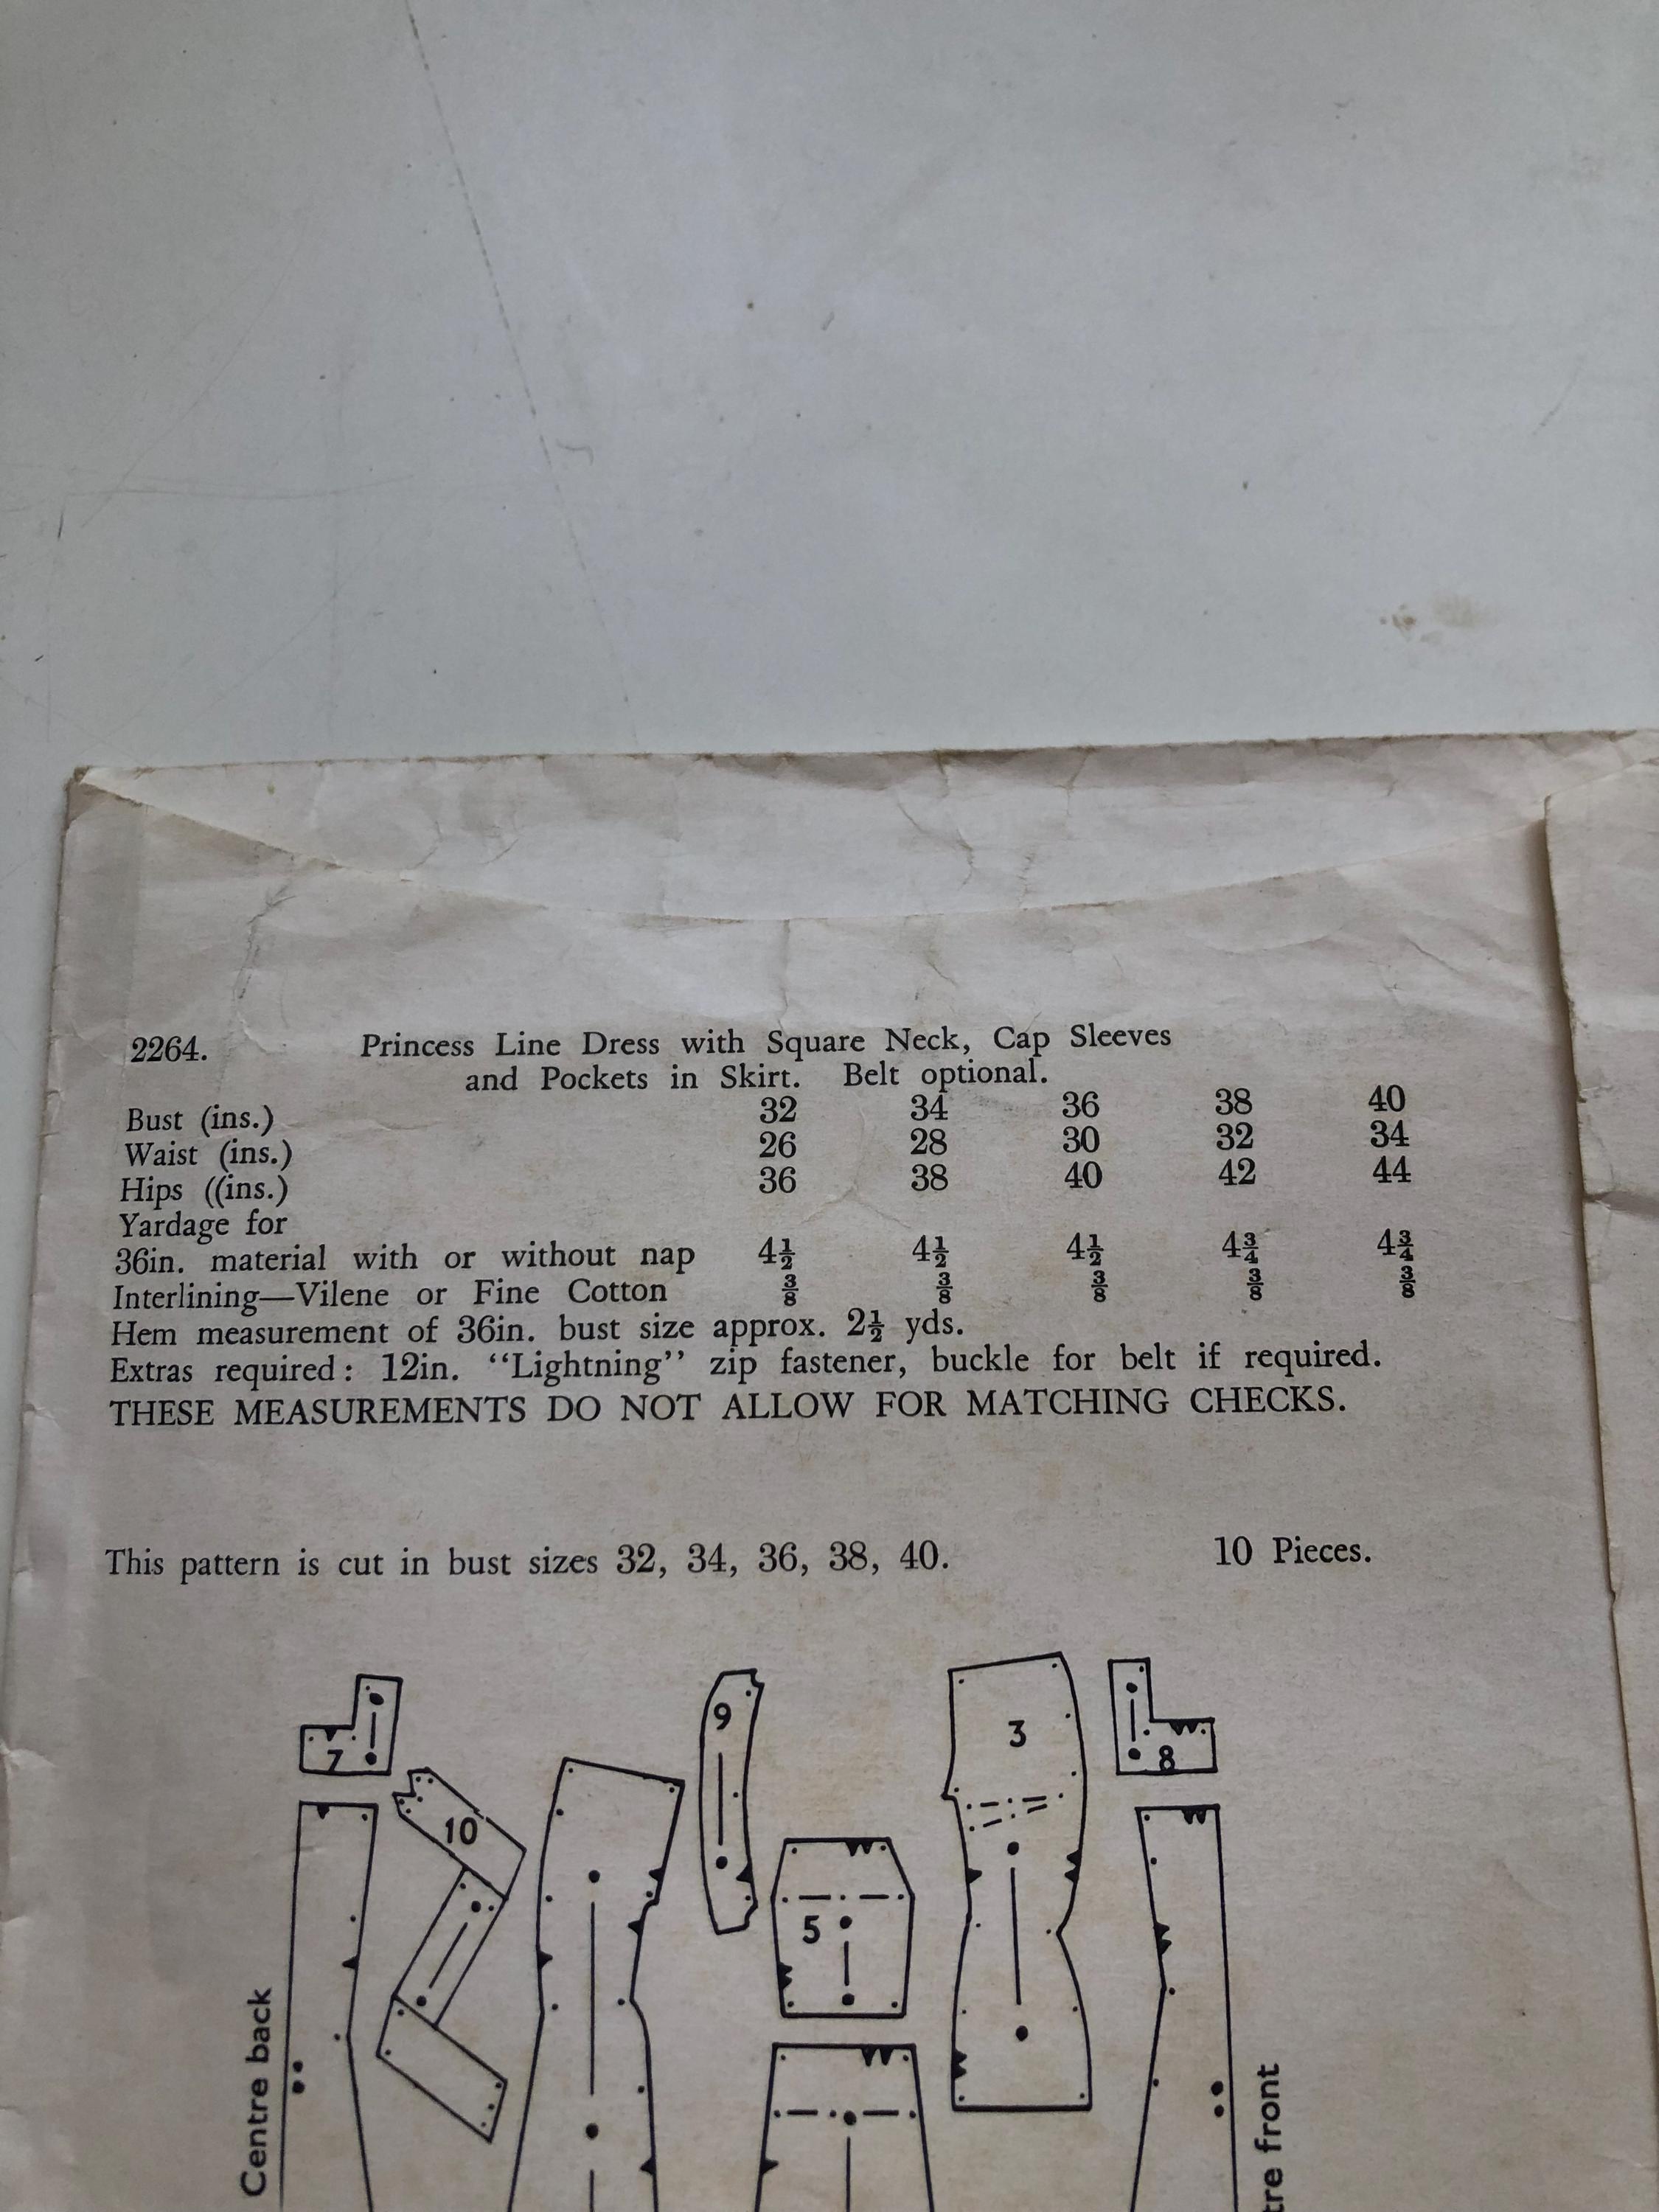 2264. Princess Line Dress with Square Neck, Cap Sleeves
and Pockets in Skirt. Belt optional.
Bust (ins.) 32 34 36 38 40
Waist (ins.) 26 28 30 32 34
Hips ((ins.) 36 38 40 42 44
Yardage for
36in. material with or without nap 4½ 4½ 4½ 4¾ 4¾
Interlining—Vilene or Fine Cotton ⅜ ⅜ ⅜ ⅜ ⅜
Hem measurement of 36in. bust size approx. 2½ yds.
Extras required: 12in. “Lightning” zip fastener, buckle for belt if required.
THESE MEASUREMENTS DO NOT ALLOW FOR MATCHING CHECKS.
This pattern is cut in bust sizes 32, 34, 36, 38, 40. 10 Pieces.
7
10
9
5
3
8
Centre back
tre front